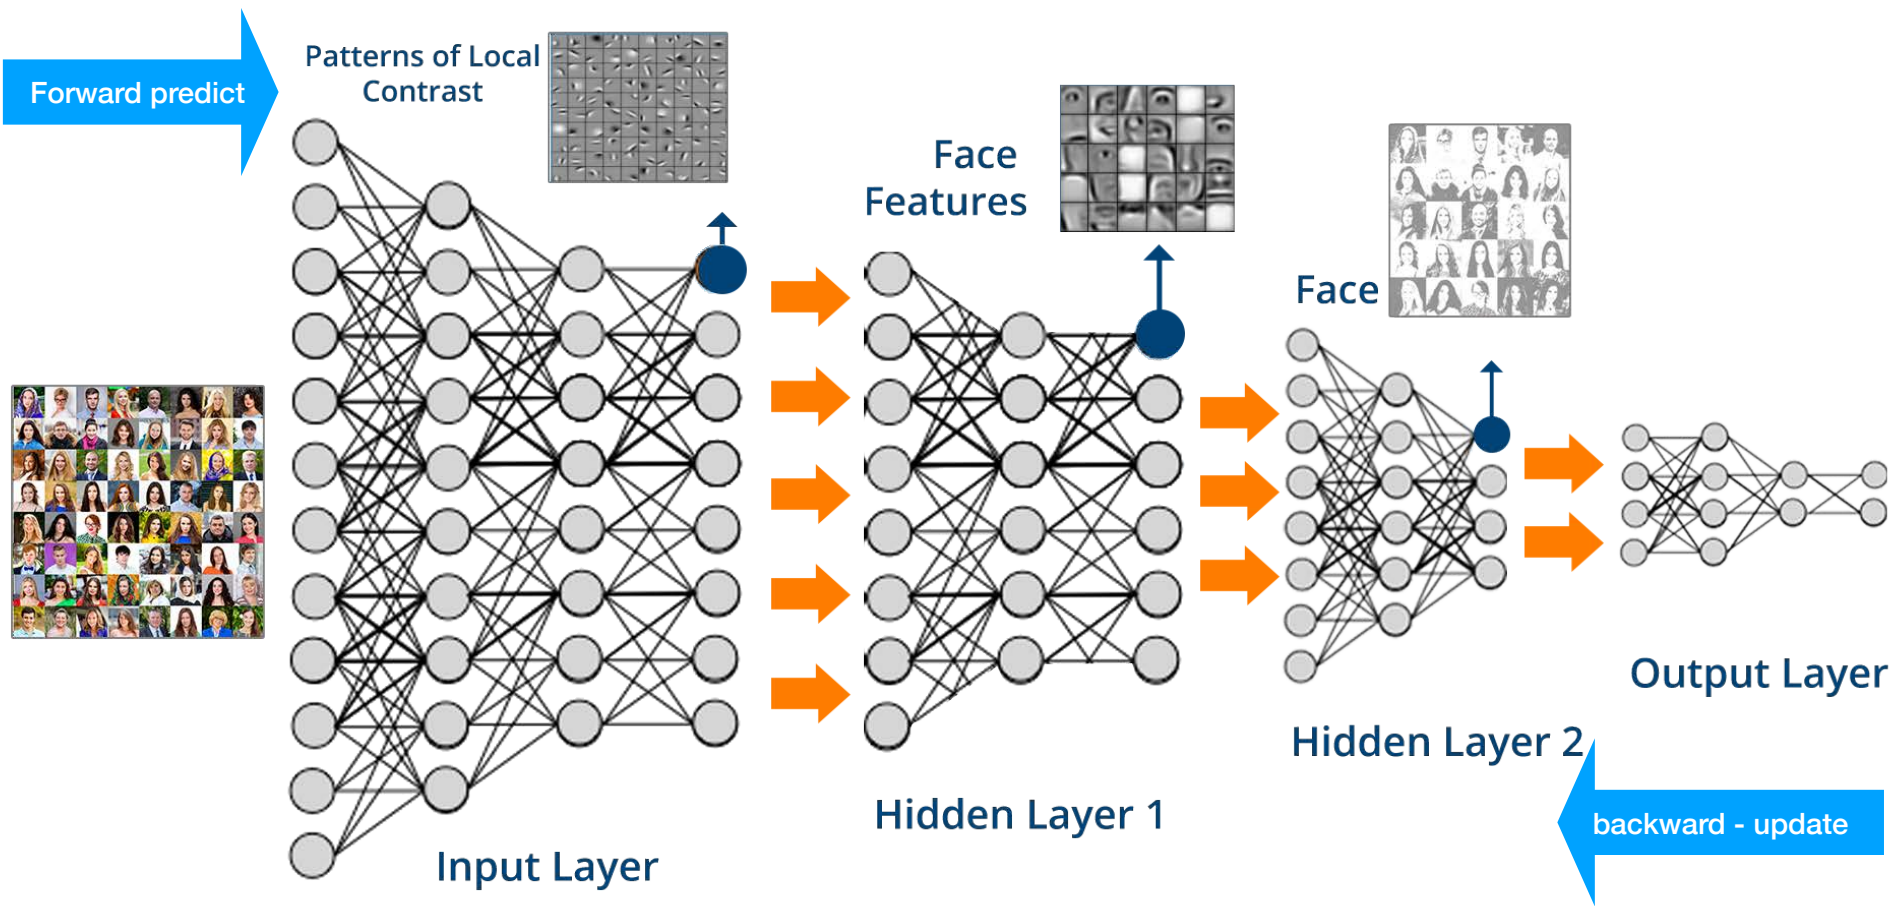 Forward predict
Patterns of Local
Contrast
Face
Features
Face
Input Layer
Hidden Layer 1
Hidden Layer 2
Output Layer
backward - update